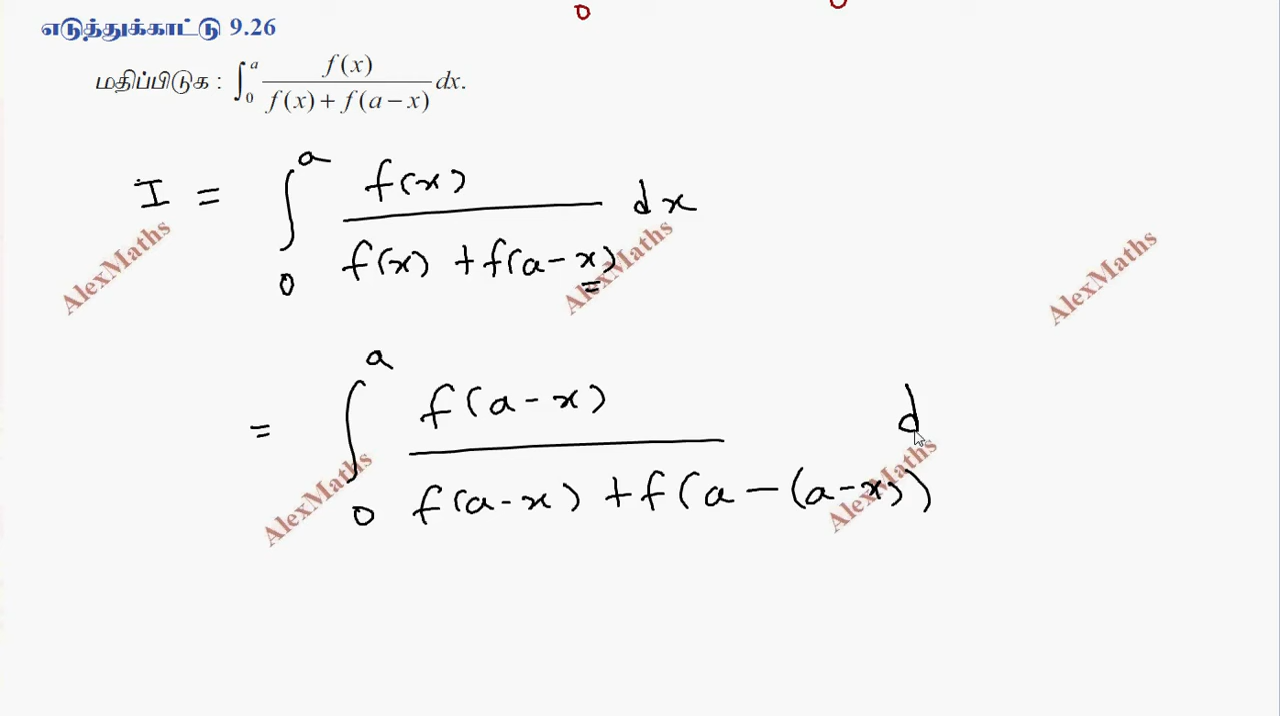 எடுத்துக்காட்டு 9.26
மதிப்பிடுக : ∫₀ᵃ f(x) / (f(x) + f(a − x)) dx.
I = ∫₀ᵃ f(x) / (f(x) + f(a − x)) dx
= ∫₀ᵃ f(a − x) / (f(a − x) + f(a − (a − x))) d
AlexMaths
AlexMaths
AlexMaths
AlexMaths
AlexMaths